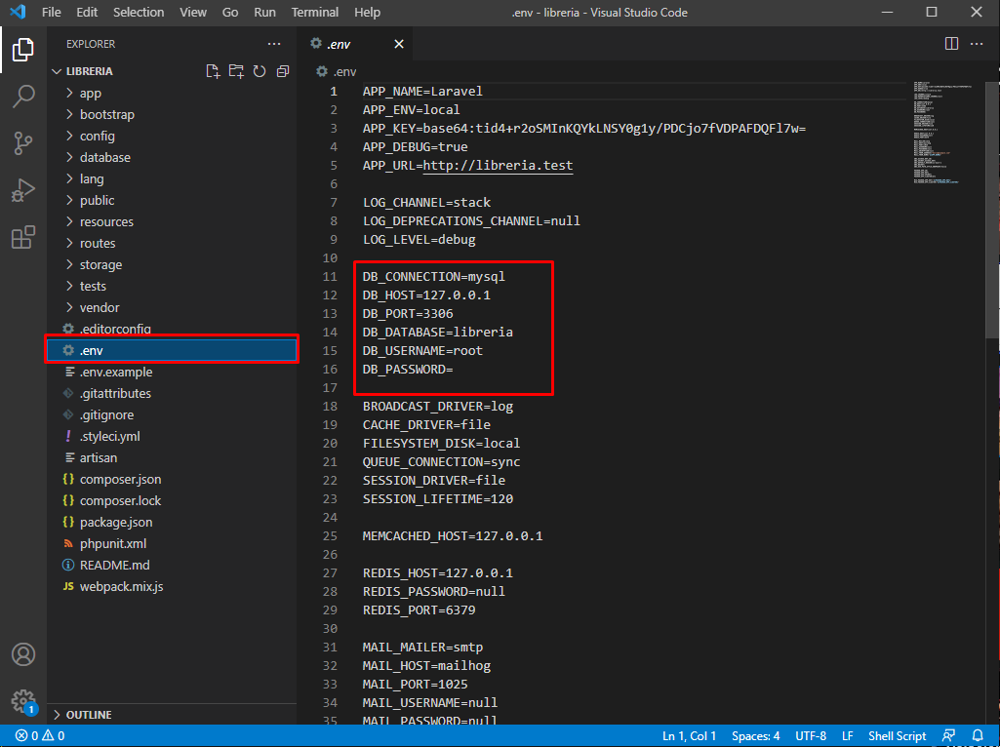 File Edit Selection View Go Run Terminal Help .env - libreria - Visual Studio Code
EXPLORER
LIBRERIA
app
bootstrap
config
database
lang
public
resources
routes
storage
tests
vendor
.editorconfig
.env
.env.example
.gitattributes
.gitignore
.styleci.yml
artisan
composer.json
composer.lock
package.json
phpunit.xml
README.md
JS webpack.mix.js
OUTLINE
1
.env
.env
1 APP_NAME=Laravel
2 APP_ENV=local
3 APP_KEY=base64:tid4+r2oSMInKQYkLNSY0g1y/PDCjo7fVDPAFDQFl7w=
4 APP_DEBUG=true
5 APP_URL=http://libreria.test
6
7 LOG_CHANNEL=stack
8 LOG_DEPRECATIONS_CHANNEL=null
9 LOG_LEVEL=debug
10
11 DB_CONNECTION=mysql
12 DB_HOST=127.0.0.1
13 DB_PORT=3306
14 DB_DATABASE=libreria
15 DB_USERNAME=root
16 DB_PASSWORD=
17
18 BROADCAST_DRIVER=log
19 CACHE_DRIVER=file
20 FILESYSTEM_DISK=local
21 QUEUE_CONNECTION=sync
22 SESSION_DRIVER=file
23 SESSION_LIFETIME=120
24
25 MEMCACHED_HOST=127.0.0.1
26
27 REDIS_HOST=127.0.0.1
28 REDIS_PASSWORD=null
29 REDIS_PORT=6379
30
31 MAIL_MAILER=smtp
32 MAIL_HOST=mailhog
33 MAIL_PORT=1025
34 MAIL_USERNAME=null
35 MAIL_PASSWORD=null
0 0 Ln 1, Col 1 Spaces: 4 UTF-8 LF Shell Script